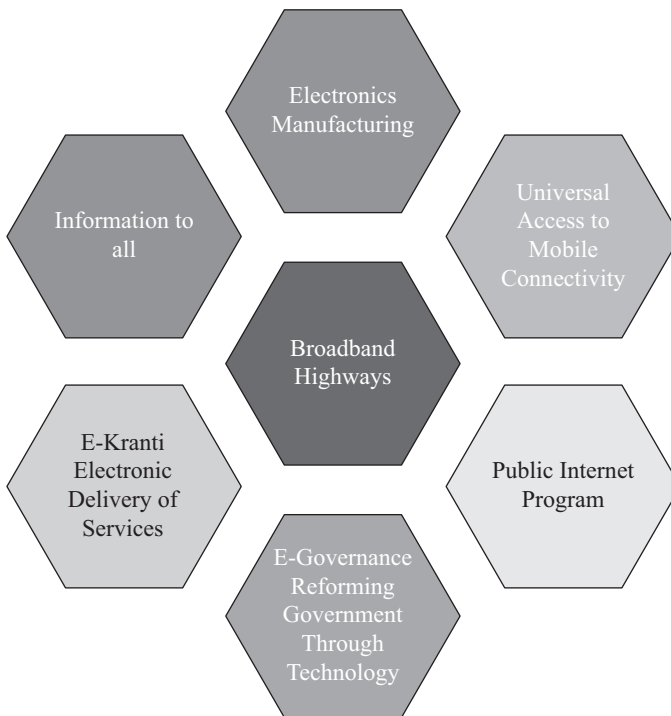 Electronics
Manufacturing
Information to
all
Universal
Access to
Mobile
Connectivity
Broadband
Highways
E-Kranti
Electronic
Delivery of
Services
Public Internet
Program
E-Governance
Reforming
Government
Through
Technology